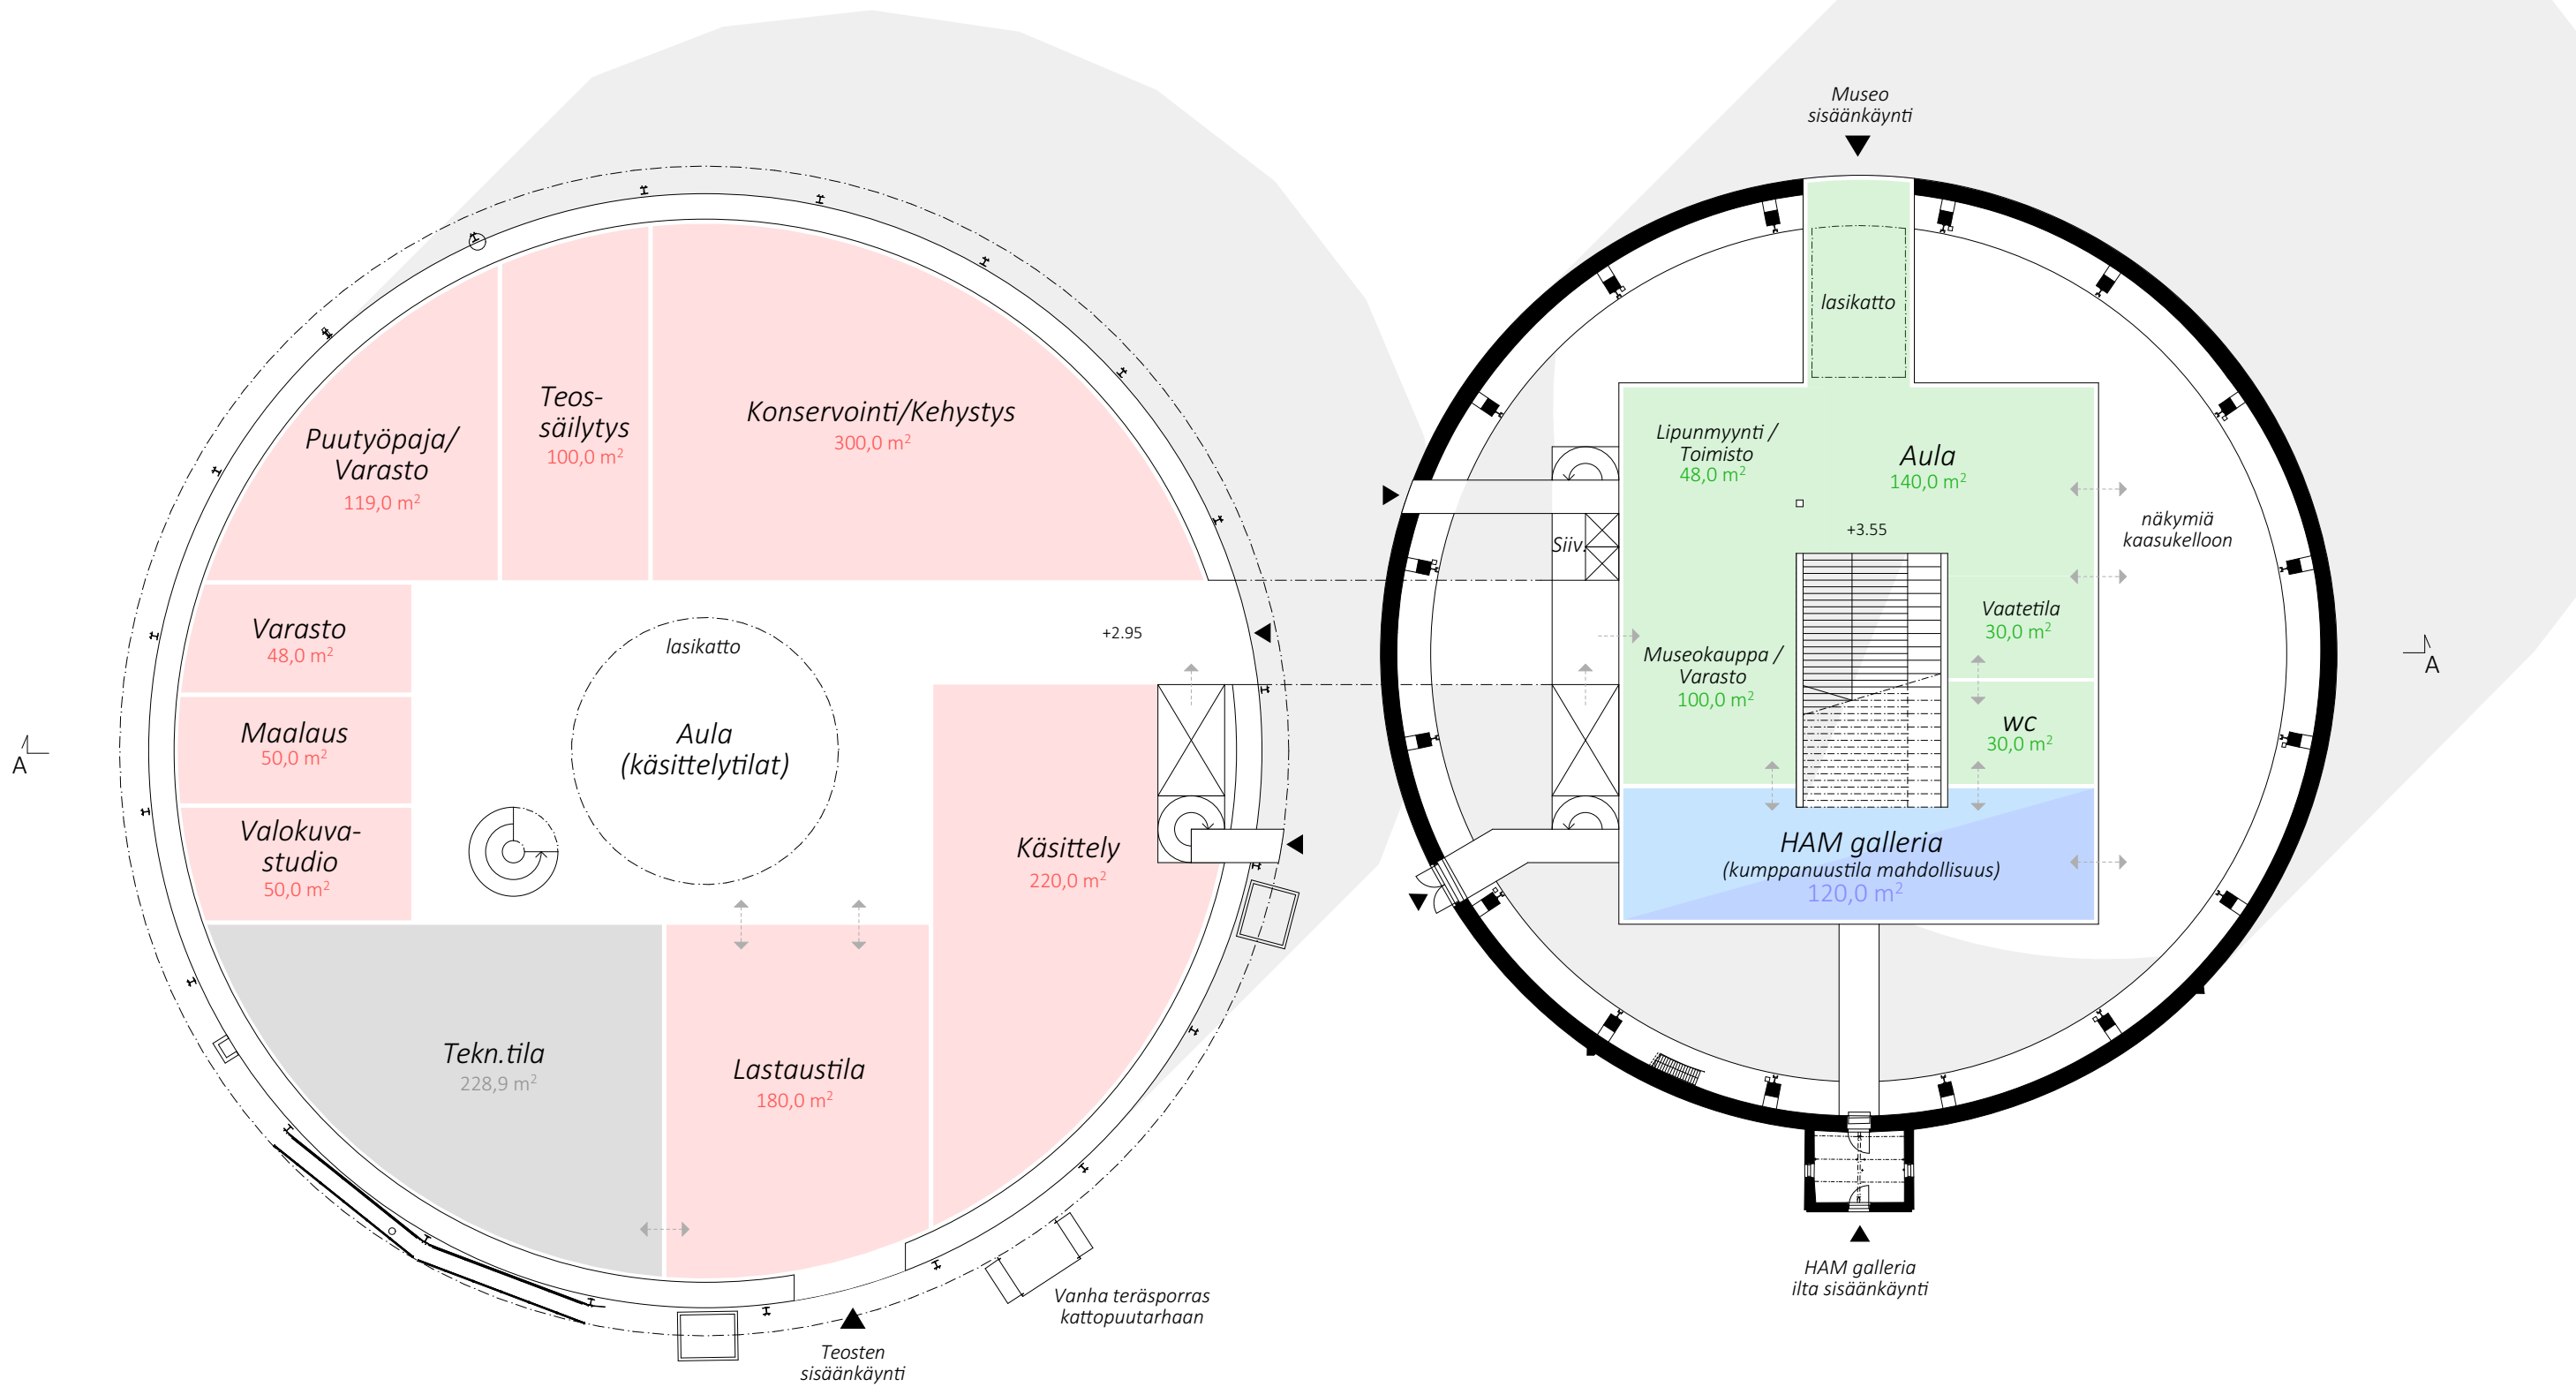 Museo
sisäänkäynti
lasikatto
Teos-
säilytys
100,0 m²
Konservointi/Kehystys
300,0 m²
Puutyöpaja/
Varasto
119,0 m²
Lipunmyynti /
Toimisto
48,0 m²
Aula
140,0 m²
+3.55
näkymiä
kaasukelloon
Siiv.
Varasto
48,0 m²
lasikatto
+2.95
Vaatetila
30,0 m²
Museokauppa /
Varasto
100,0 m²
A
A
Maalaus
50,0 m²
Aula
(käsittelytilat)
WC
30,0 m²
Valokuva-
studio
50,0 m²
Käsittely
220,0 m²
HAM galleria
(kumppanuustila mahdollisuus)
120,0 m²
Tekn.tila
228,9 m²
Lastaustila
180,0 m²
HAM galleria
ilta sisäänkäynti
Vanha teräsporras
kattopuutarhaan
Teosten
sisäänkäynti